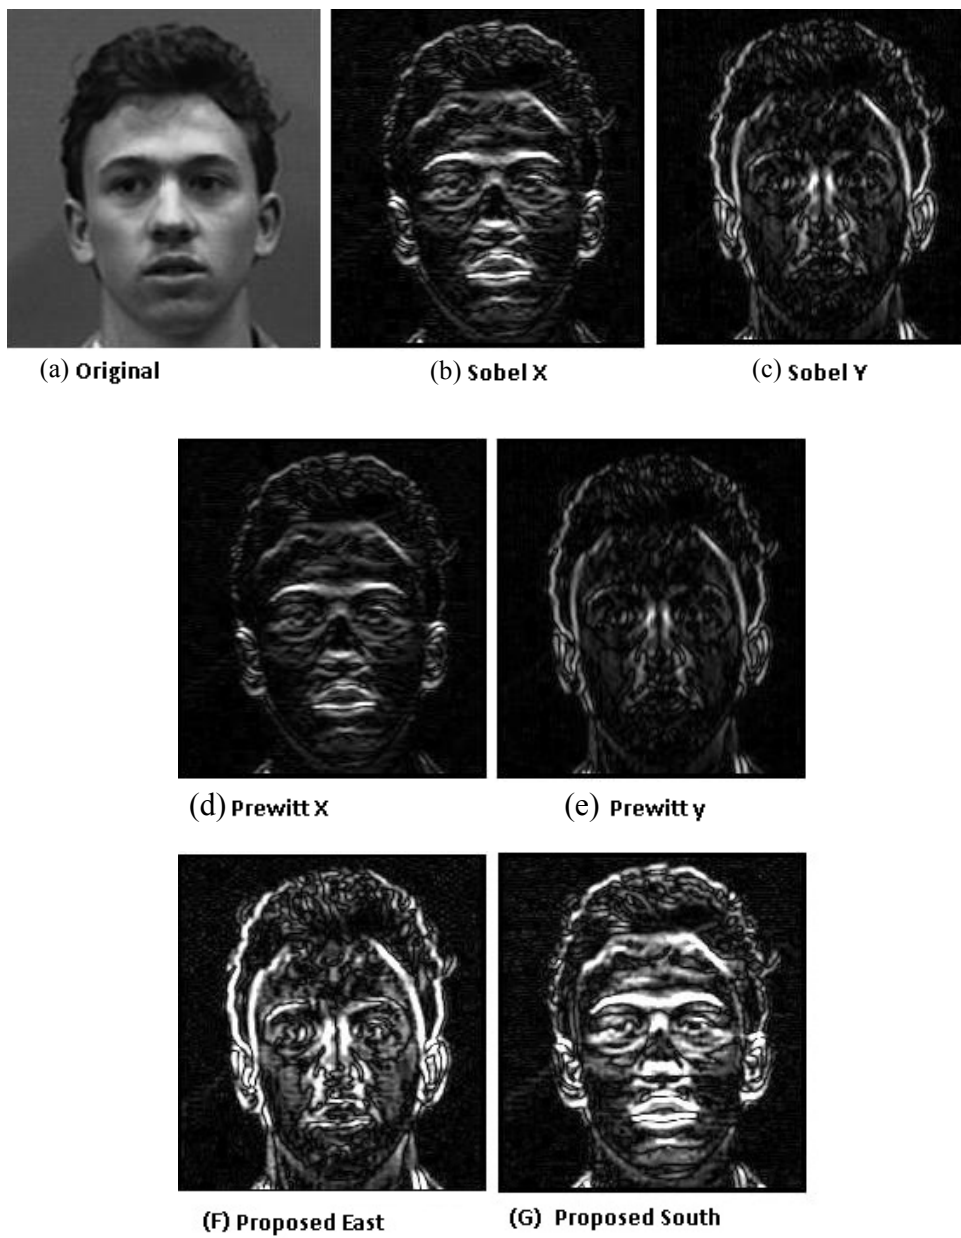 (a) Original
(b) Sobel X
(c) Sobel Y
(d) Prewitt X
(e) Prewitt y
(F) Proposed East
(G) Proposed South